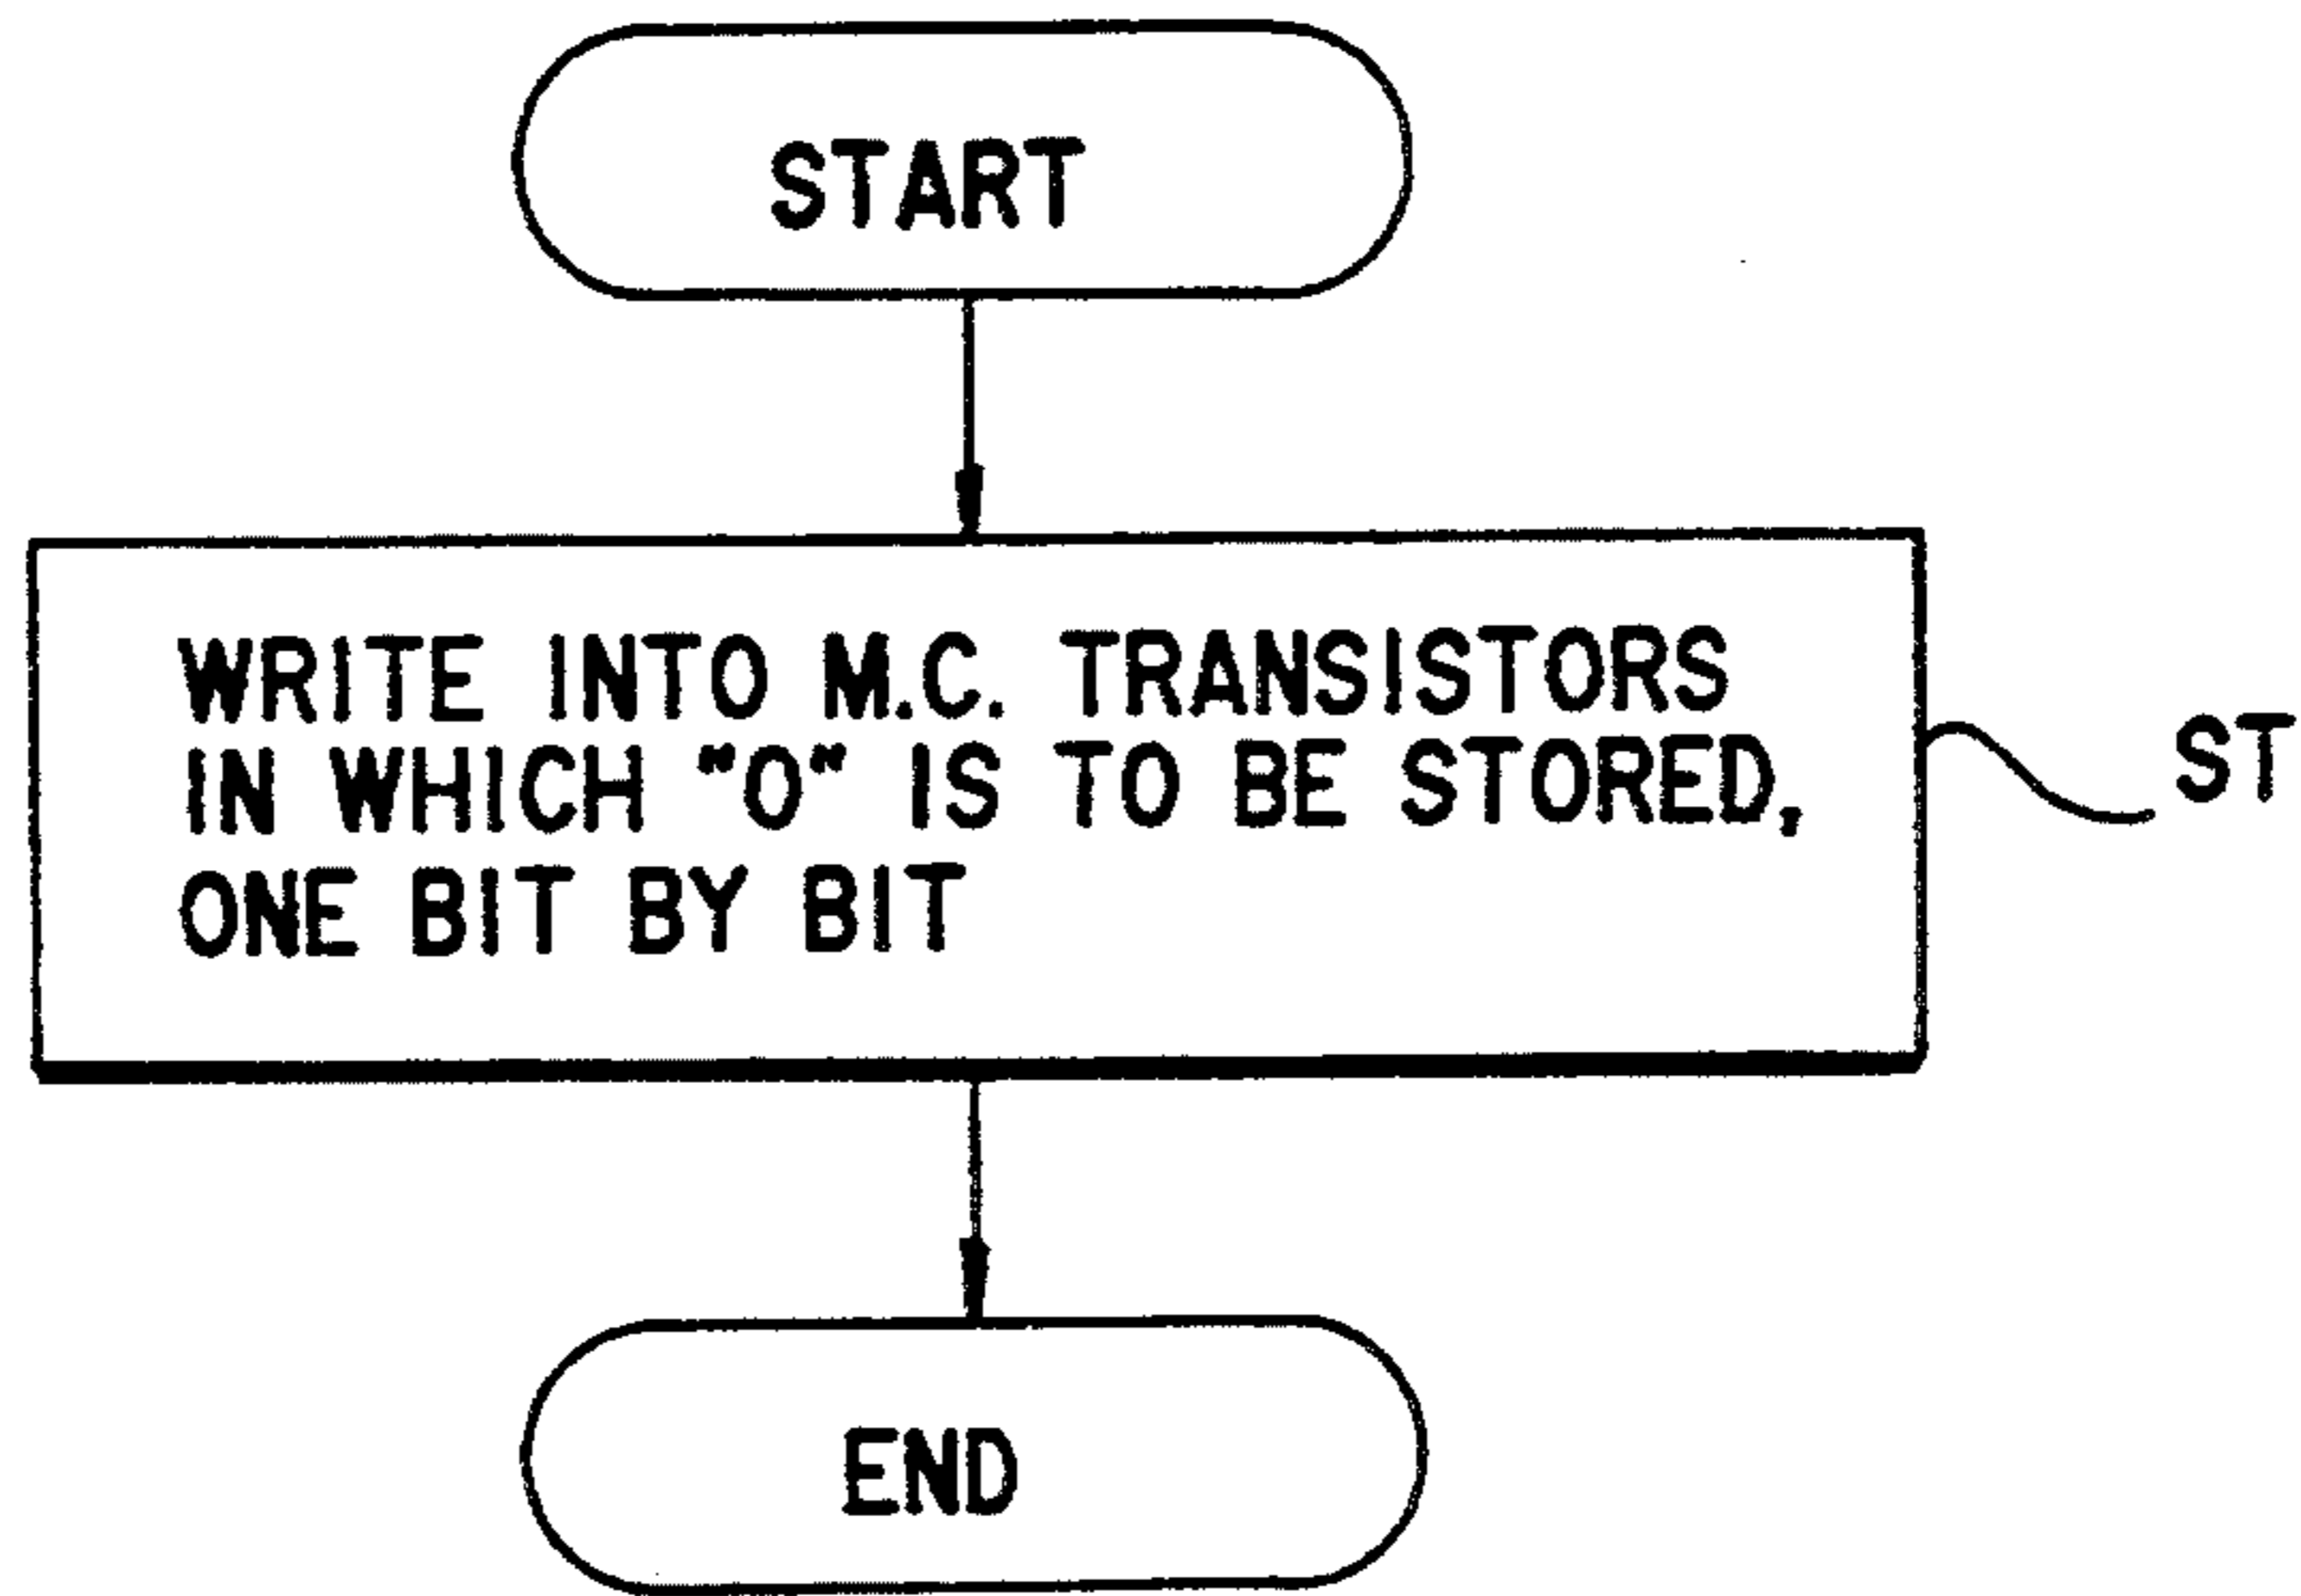 START
WRITE INTO M.C. TRANSISTORS
IN WHICH "0" IS TO BE STORED,
ONE BIT BY BIT
ST
END